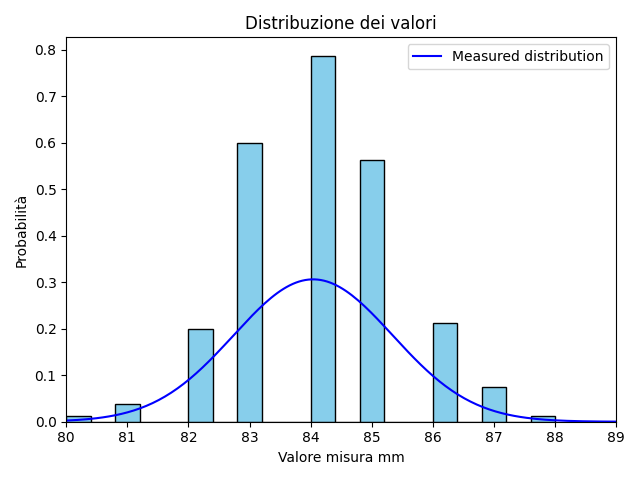 Distribuzione dei valori
Measured distribution
Probabilità
0.8
0.7
0.6
0.5
0.4
0.3
0.2
0.1
0.0
80 81 82 83 84 85 86 87 88 89
Valore misura mm